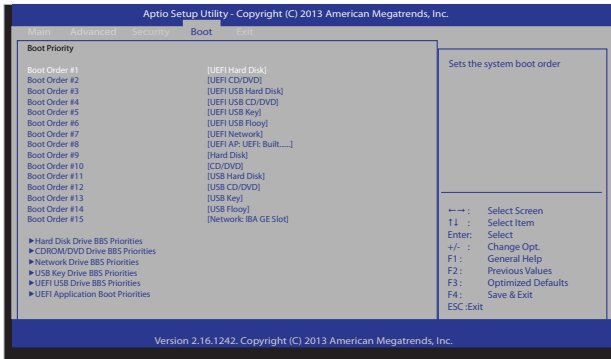 Aptio Setup Utility - Copyright (C) 2013 American Megatrends, Inc.
Main Advanced Security Boot Exit
Boot Priority
Boot Order #1 [UEFI Hard Disk]
Boot Order #2 [UEFI CD/DVD]
Boot Order #3 [UEFI USB Hard Disk]
Boot Order #4 [UEFI USB CD/DVD]
Boot Order #5 [UEFI USB Key]
Boot Order #6 [UEFI USB Flooy]
Boot Order #7 [UEFI Network]
Boot Order #8 [UEFI AP: UEFI: Built......]
Boot Order #9 [Hard Disk]
Boot Order #10 [CD/DVD]
Boot Order #11 [USB Hard Disk]
Boot Order #12 [USB CD/DVD]
Boot Order #13 [USB Key]
Boot Order #14 [USB Flooy]
Boot Order #15 [Network: IBA GE Slot]
▶Hard Disk Drive BBS Priorities
▶CDROM/DVD Drive BBS Priorities
▶Network Drive BBS Priorities
▶USB Key Drive BBS Priorities
▶UEFI USB Drive BBS Priorities
▶UEFI Application Boot Priorities
Sets the system boot order
←→ : Select Screen
↑↓ : Select Item
Enter: Select
+/- : Change Opt.
F1 : General Help
F2 : Previous Values
F3 : Optimized Defaults
F4 : Save & Exit
ESC :Exit
Version 2.16.1242. Copyright (C) 2013 American Megatrends, Inc.